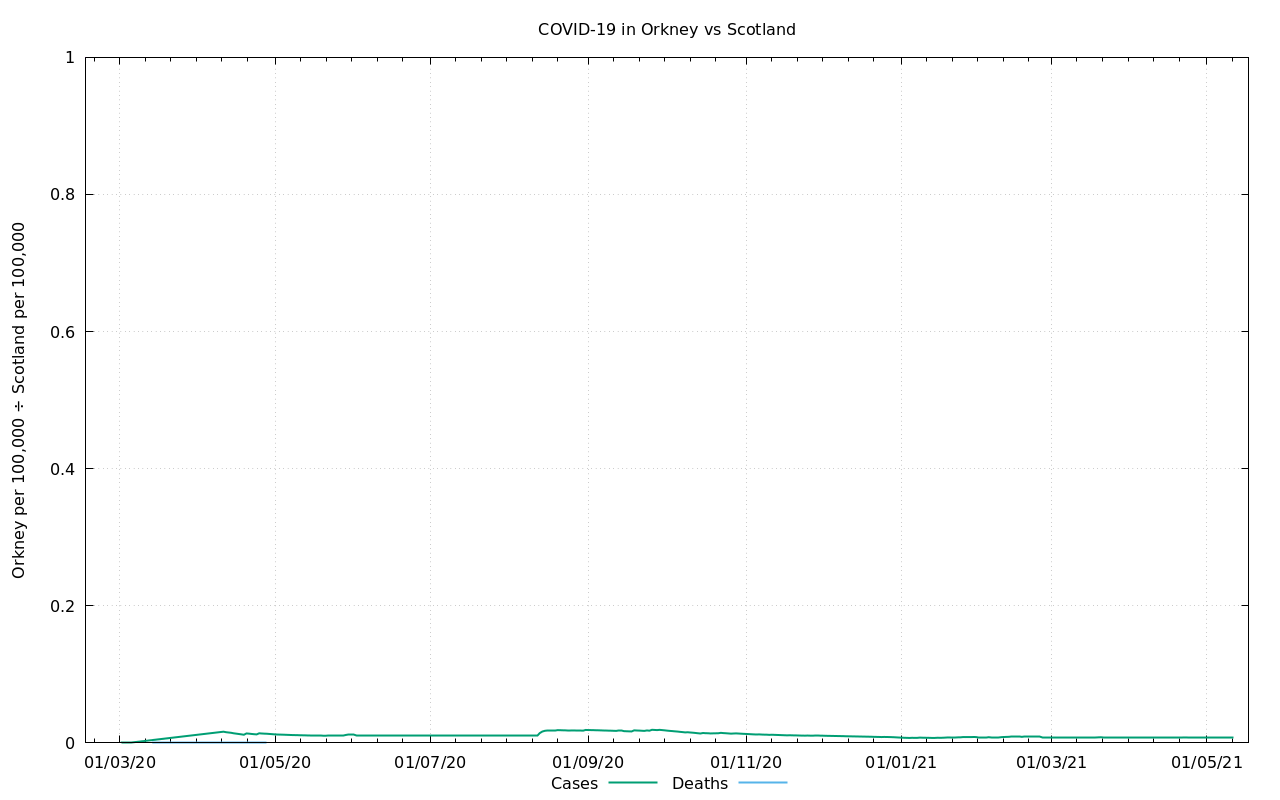 COVID-19 in Orkney vs Scotland
Orkney per 100,000 ÷ Scotland per 100,000
1
0.8
0.6
0.4
0.2
0
01/03/20 01/05/20 01/07/20 01/09/20 01/11/20 01/01/21 01/03/21 01/05/21
Cases Deaths